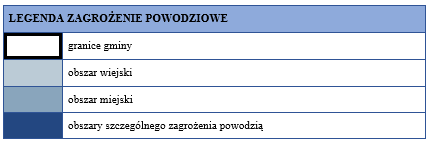 LEGENDA ZAGROŻENIE POWODZIOWE
granice gminy
obszar wiejski
obszar miejski
obszary szczególnego zagrożenia powodzią